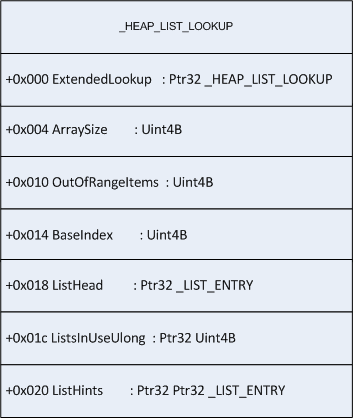 _HEAP_LIST_LOOKUP
+0x000 ExtendedLookup : Ptr32 _HEAP_LIST_LOOKUP
+0x004 ArraySize : Uint4B
+0x010 OutOfRangeItems : Uint4B
+0x014 BaseIndex : Uint4B
+0x018 ListHead : Ptr32 _LIST_ENTRY
+0x01c ListsInUseUlong : Ptr32 Uint4B
+0x020 ListHints : Ptr32 Ptr32 _LIST_ENTRY